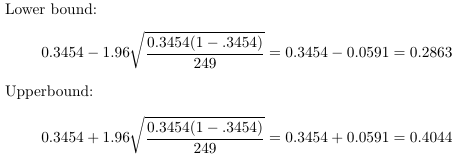 Lower bound:
0.3454 − 1.96√(0.3454(1 − .3454)/249) = 0.3454 − 0.0591 = 0.2863
Upperbound:
0.3454 + 1.96√(0.3454(1 − .3454)/249) = 0.3454 + 0.0591 = 0.4044